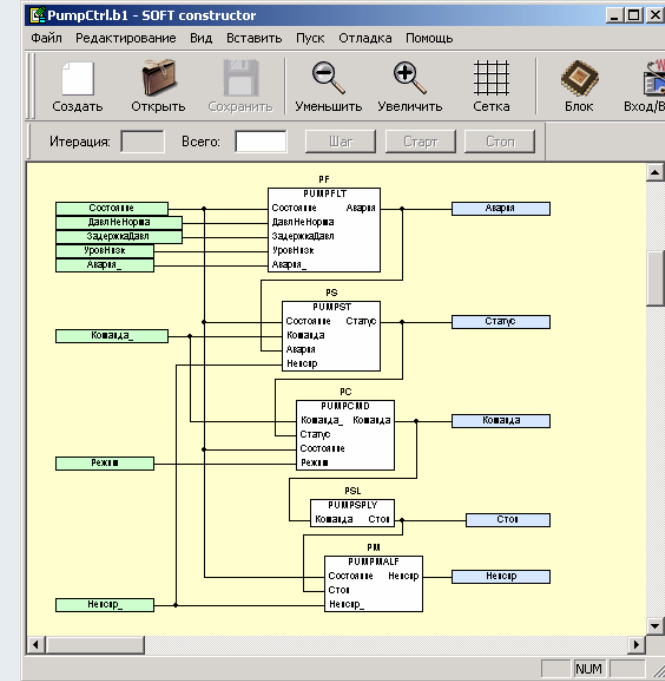 PumpCtrl.b1 - SOFT constructor
Файл Редактирование Вид Вставить Пуск Отладка Помощь
Создать Открыть Сохранить Уменьшить Увеличить Сетка Блок Вход/В
Итерация: Всего: Шаг Старт Стоп
PF
PUMPFLT
Состояние Состояние Авария Авария
ДавлНеНорма ДавлНеНорма
ЗадержкаДавл ЗадержкаДавл
УровНизк УровНизк
Авария_ Авария_
PS
PUMPST
Состояние Статус Статус
Команда_ Команда
Авария
Неиспр
PC
PUMPCMD
Команда_ Команда Команда
Статус
Состояние
Режим Режим
PSL
PUMPSPLY
Команда Стоп Стоп
PM
PUMPMALF
Состояние Неиспр Неиспр
Стоп
Неиспр_ Неиспр_
NUM